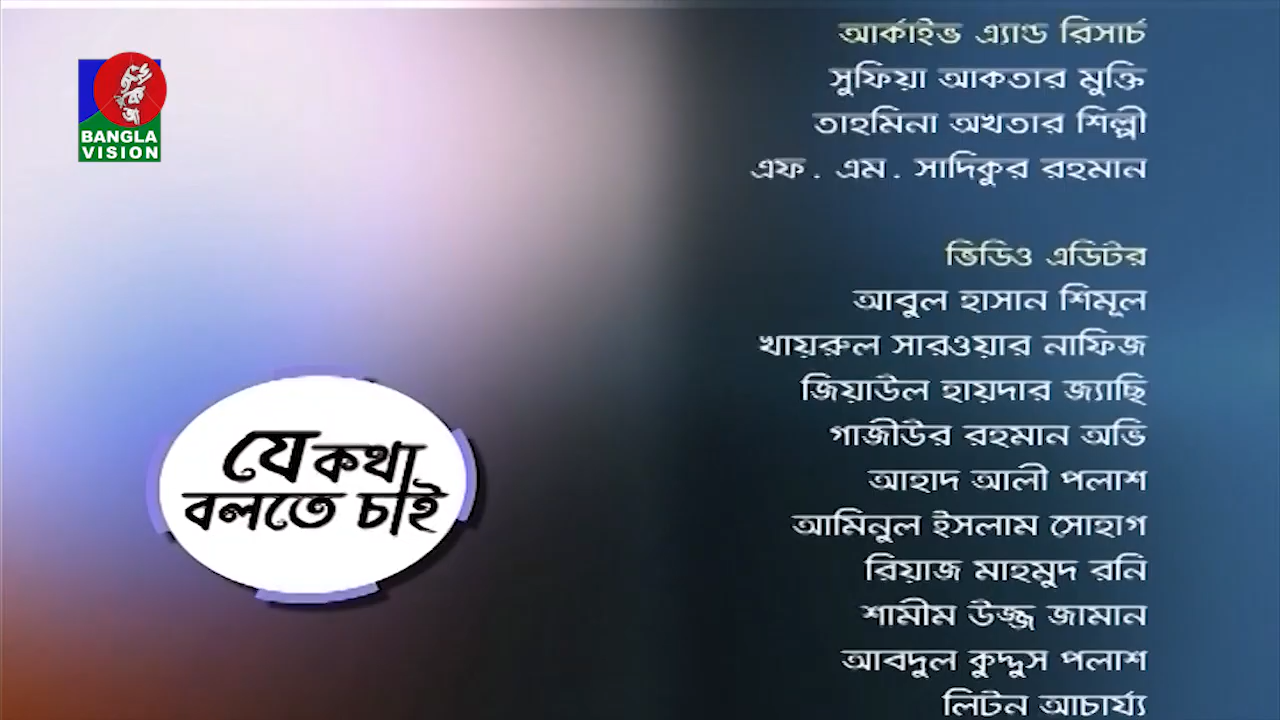 BANGLA
VISION
যে কথা
বলতে চাই
আর্কাইভ এ্যাণ্ড রিসার্চ
সুফিয়া আকতার মুক্তি
তাহমিনা অখতার শিল্পী
এফ. এম. সাদিকুর রহমান
ভিডিও এডিটর
আবুল হাসান শিমূল
খায়রুল সারওয়ার নাফিজ
জিয়াউল হায়দার জ্যাছি
গাজীউর রহমান অভি
আহাদ আলী পলাশ
আমিনুল ইসলাম সোহাগ
রিয়াজ মাহমুদ রনি
শামীম উজ্জ জামান
আবদুল কুদ্দুস পলাশ
লিটন আচার্য্য